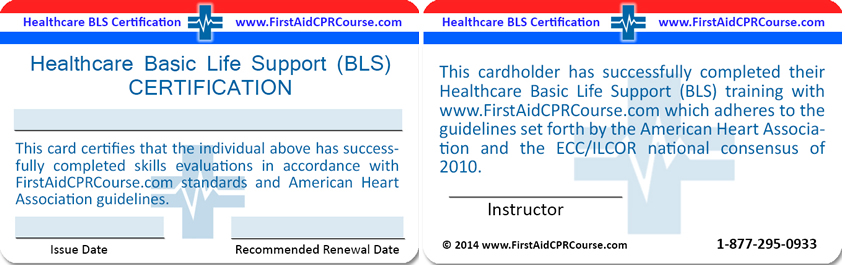 Healthcare BLS Certification www.FirstAidCPRCourse.com
Healthcare Basic Life Support (BLS)
CERTIFICATION
This card certifies that the individual above has success-
fully completed skills evaluations in accordance with
FirstAidCPRCourse.com standards and American Heart
Association guidelines.
Issue Date Recommended Renewal Date
Healthcare BLS Certification www.FirstAidCPRCourse.com
This cardholder has successfully completed their
Healthcare Basic Life Support (BLS) training with
www.FirstAidCPRCourse.com which adheres to the
guidelines set forth by the American Heart Associa-
tion and the ECC/ILCOR national consensus of
2010.
Instructor
© 2014 www.FirstAidCPRCourse.com 1-877-295-0933